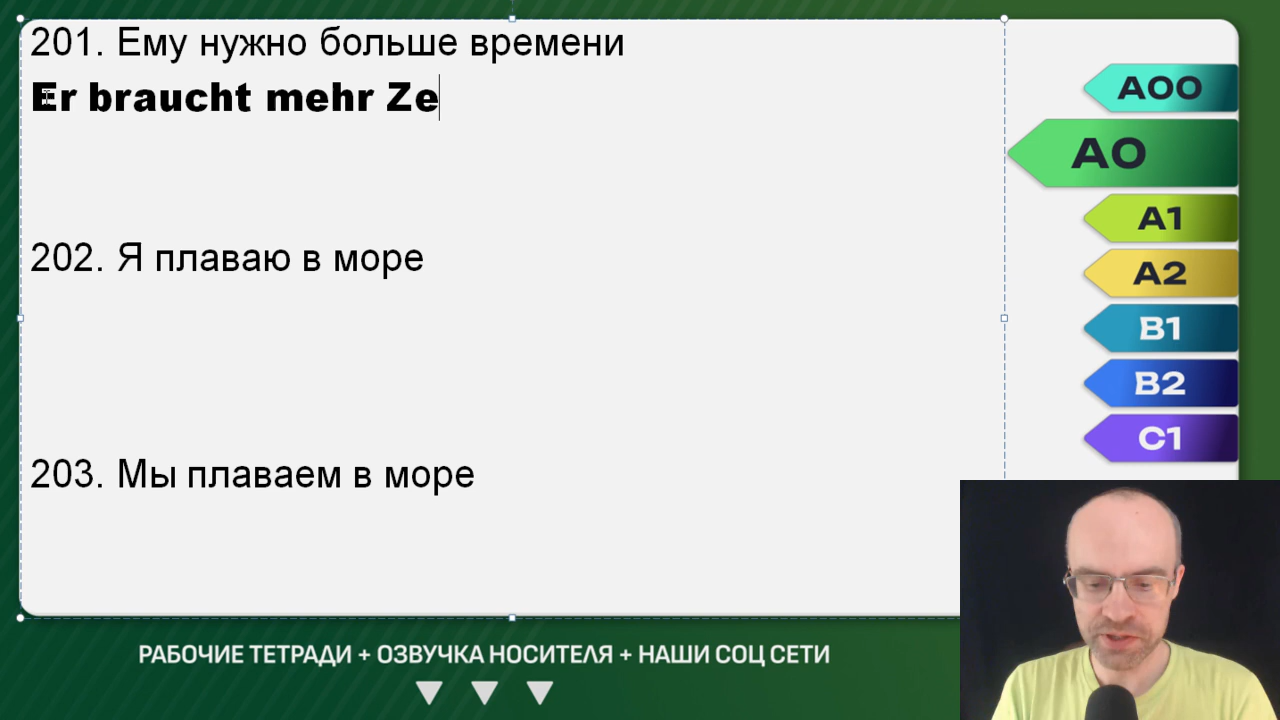 201. Ему нужно больше времени
Er braucht mehr Ze
202. Я плаваю в море
203. Мы плаваем в море
A00
A0
A1
A2
B1
B2
C1
РАБОЧИЕ ТЕТРАДИ + ОЗВУЧКА НОСИТЕЛЯ + НАШИ СОЦ СЕТИ